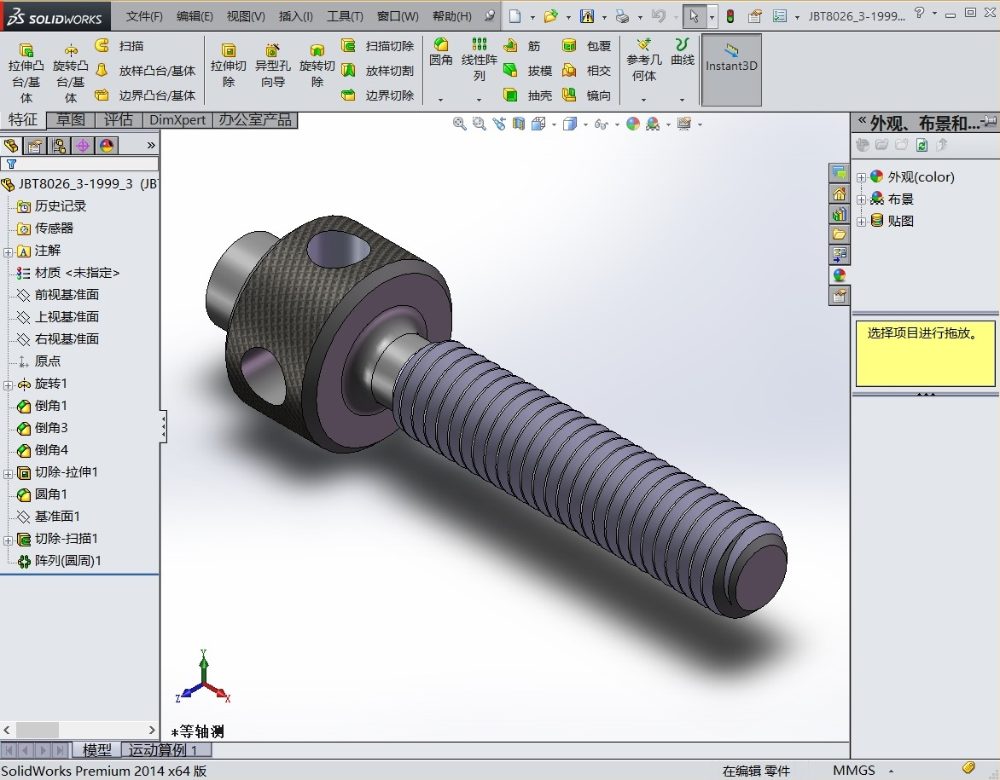 SOLIDWORKS 文件(F) 编辑(E) 视图(V) 插入(I) 工具(T) 窗口(W) 帮助(H) JBT8026_3-1999... ?
拉伸凸台/基体
旋转凸台/基体
扫描
放样凸台/基体
边界凸台/基体
拉伸切除
异型孔向导
旋转切除
扫描切除
放样切割
边界切除
圆角
线性阵列
筋
拔模
抽壳
包覆
相交
镜向
参考几何体
曲线
Instant3D
特征 草图 评估 DimXpert 办公室产品
JBT8026_3-1999_3 (JB
历史记录
传感器
注解
材质 <未指定>
前视基准面
上视基准面
右视基准面
原点
旋转1
倒角1
倒角3
倒角4
切除-拉伸1
圆角1
基准面1
切除-扫描1
阵列(圆周)1
Y
Z
X
*等轴测
外观、布景和...
外观(color)
布景
贴图
选择项目进行拖放。
模型 运动算例 1
SolidWorks Premium 2014 x64 版 在编辑 零件 MMGS